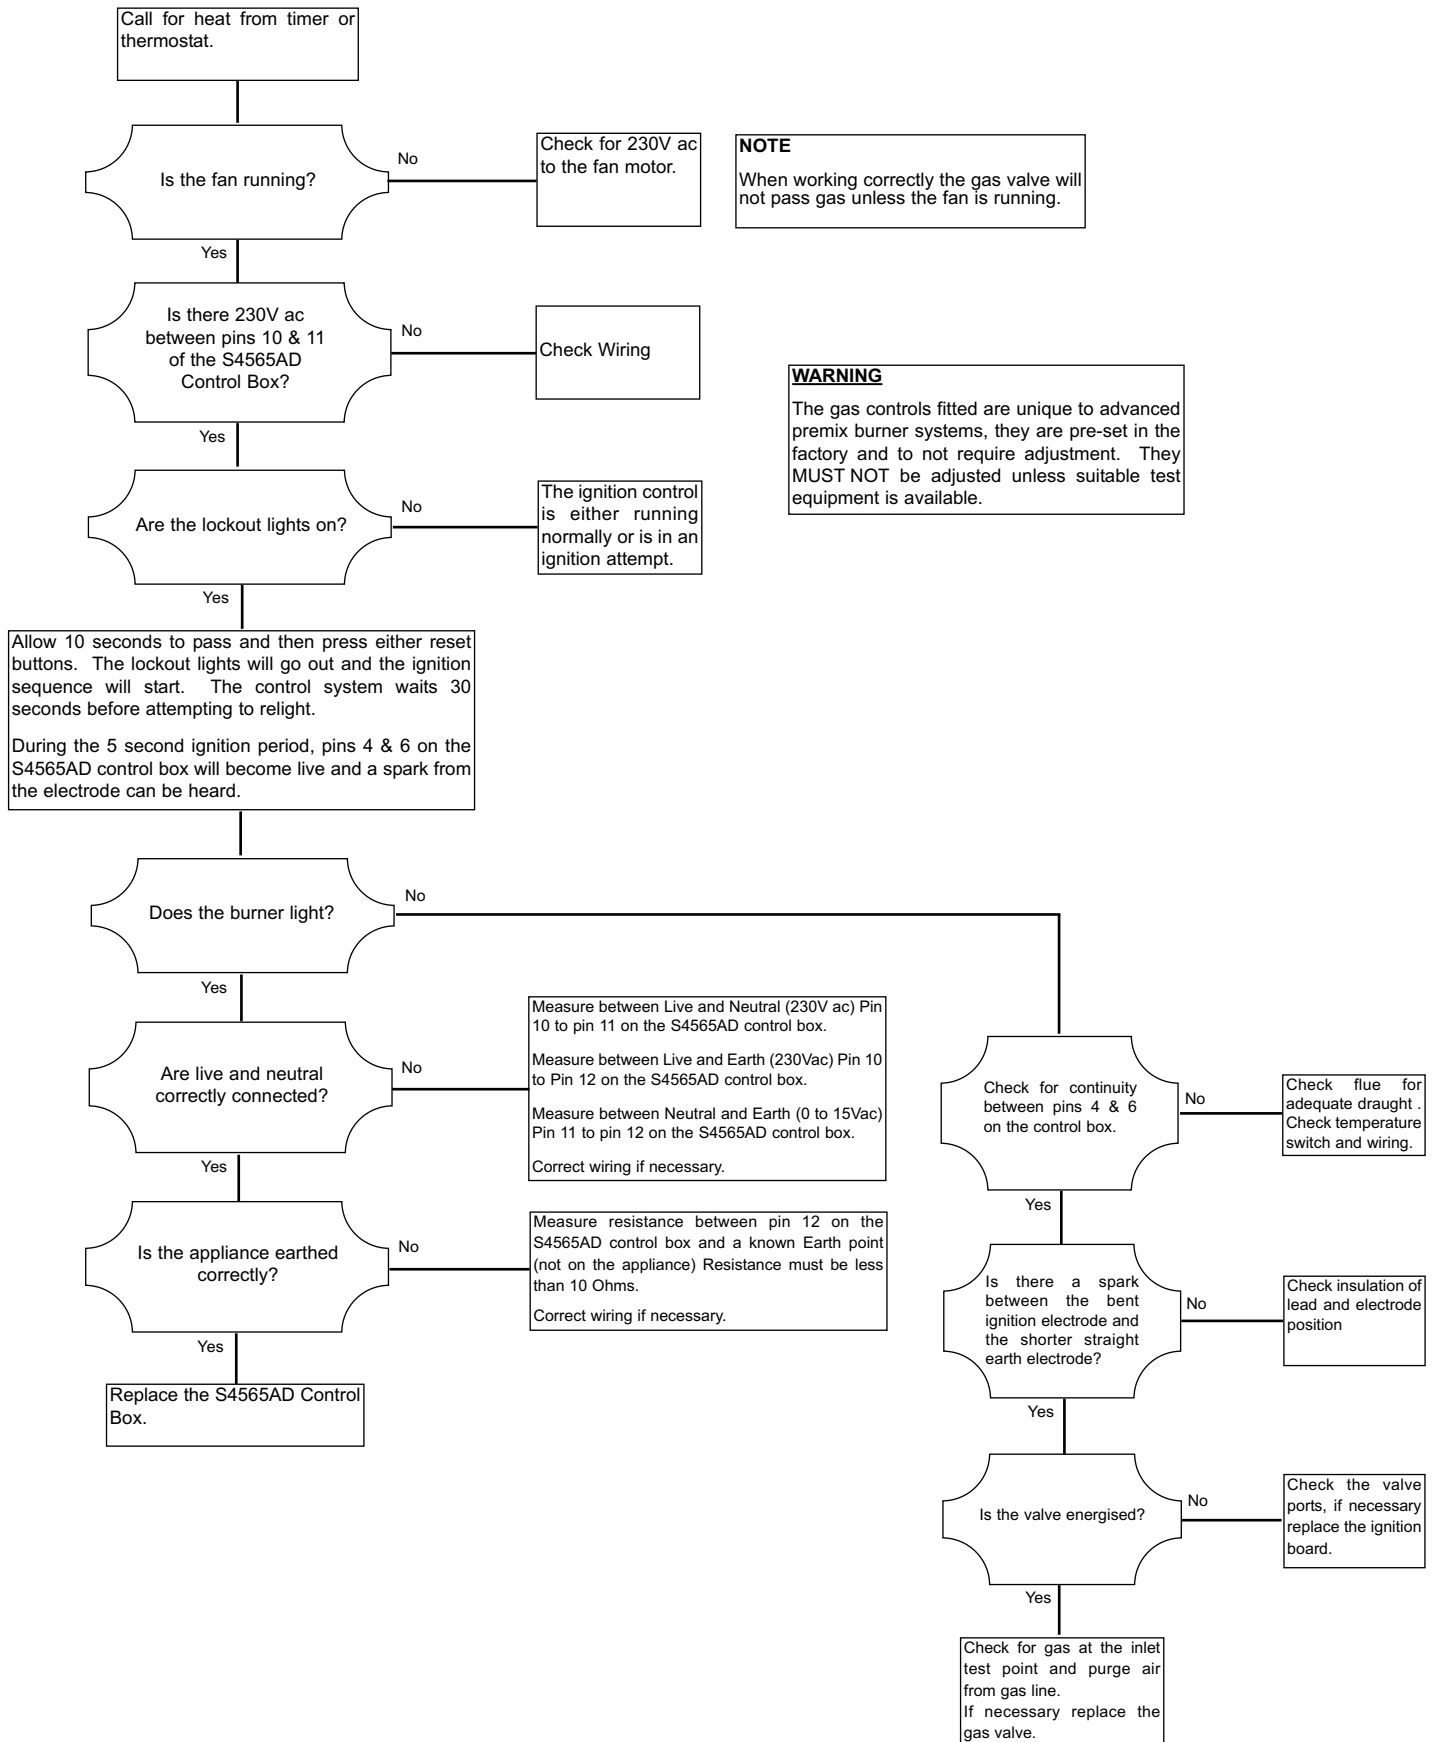 Call for heat from timer or
thermostat.
Is the fan running?
No
Check for 230V ac
to the fan motor.
NOTE
When working correctly the gas valve will
not pass gas unless the fan is running.
Yes
Is there 230V ac
between pins 10 & 11
of the S4565AD
Control Box?
No
Check Wiring
WARNING
The gas controls fitted are unique to advanced
premix burner systems, they are pre-set in the
factory and to not require adjustment. They
MUST NOT be adjusted unless suitable test
equipment is available.
Yes
Are the lockout lights on?
No
The ignition control
is either running
normally or is in an
ignition attempt.
Yes
Allow 10 seconds to pass and then press either reset
buttons. The lockout lights will go out and the ignition
sequence will start. The control system waits 30
seconds before attempting to relight.
During the 5 second ignition period, pins 4 & 6 on the
S4565AD control box will become live and a spark from
the electrode can be heard.
Does the burner light?
No
Yes
Are live and neutral
correctly connected?
No
Measure between Live and Neutral (230V ac) Pin
10 to pin 11 on the S4565AD control box.
Measure between Live and Earth (230Vac) Pin 10
to Pin 12 on the S4565AD control box.
Measure between Neutral and Earth (0 to 15Vac)
Pin 11 to pin 12 on the S4565AD control box.
Correct wiring if necessary.
Yes
Is the appliance earthed
correctly?
No
Measure resistance between pin 12 on the
S4565AD control box and a known Earth point
(not on the appliance) Resistance must be less
than 10 Ohms.
Correct wiring if necessary.
Yes
Replace the S4565AD Control
Box.
Check for continuity
between pins 4 & 6
on the control box.
No
Check flue for
adequate draught .
Check temperature
switch and wiring.
Yes
Is there a spark
between the bent
ignition electrode and
the shorter straight
earth electrode?
No
Check insulation of
lead and electrode
position
Yes
Is the valve energised?
No
Check the valve
ports, if necessary
replace the ignition
board.
Yes
Check for gas at the inlet
test point and purge air
from gas line.
If necessary replace the
gas valve.